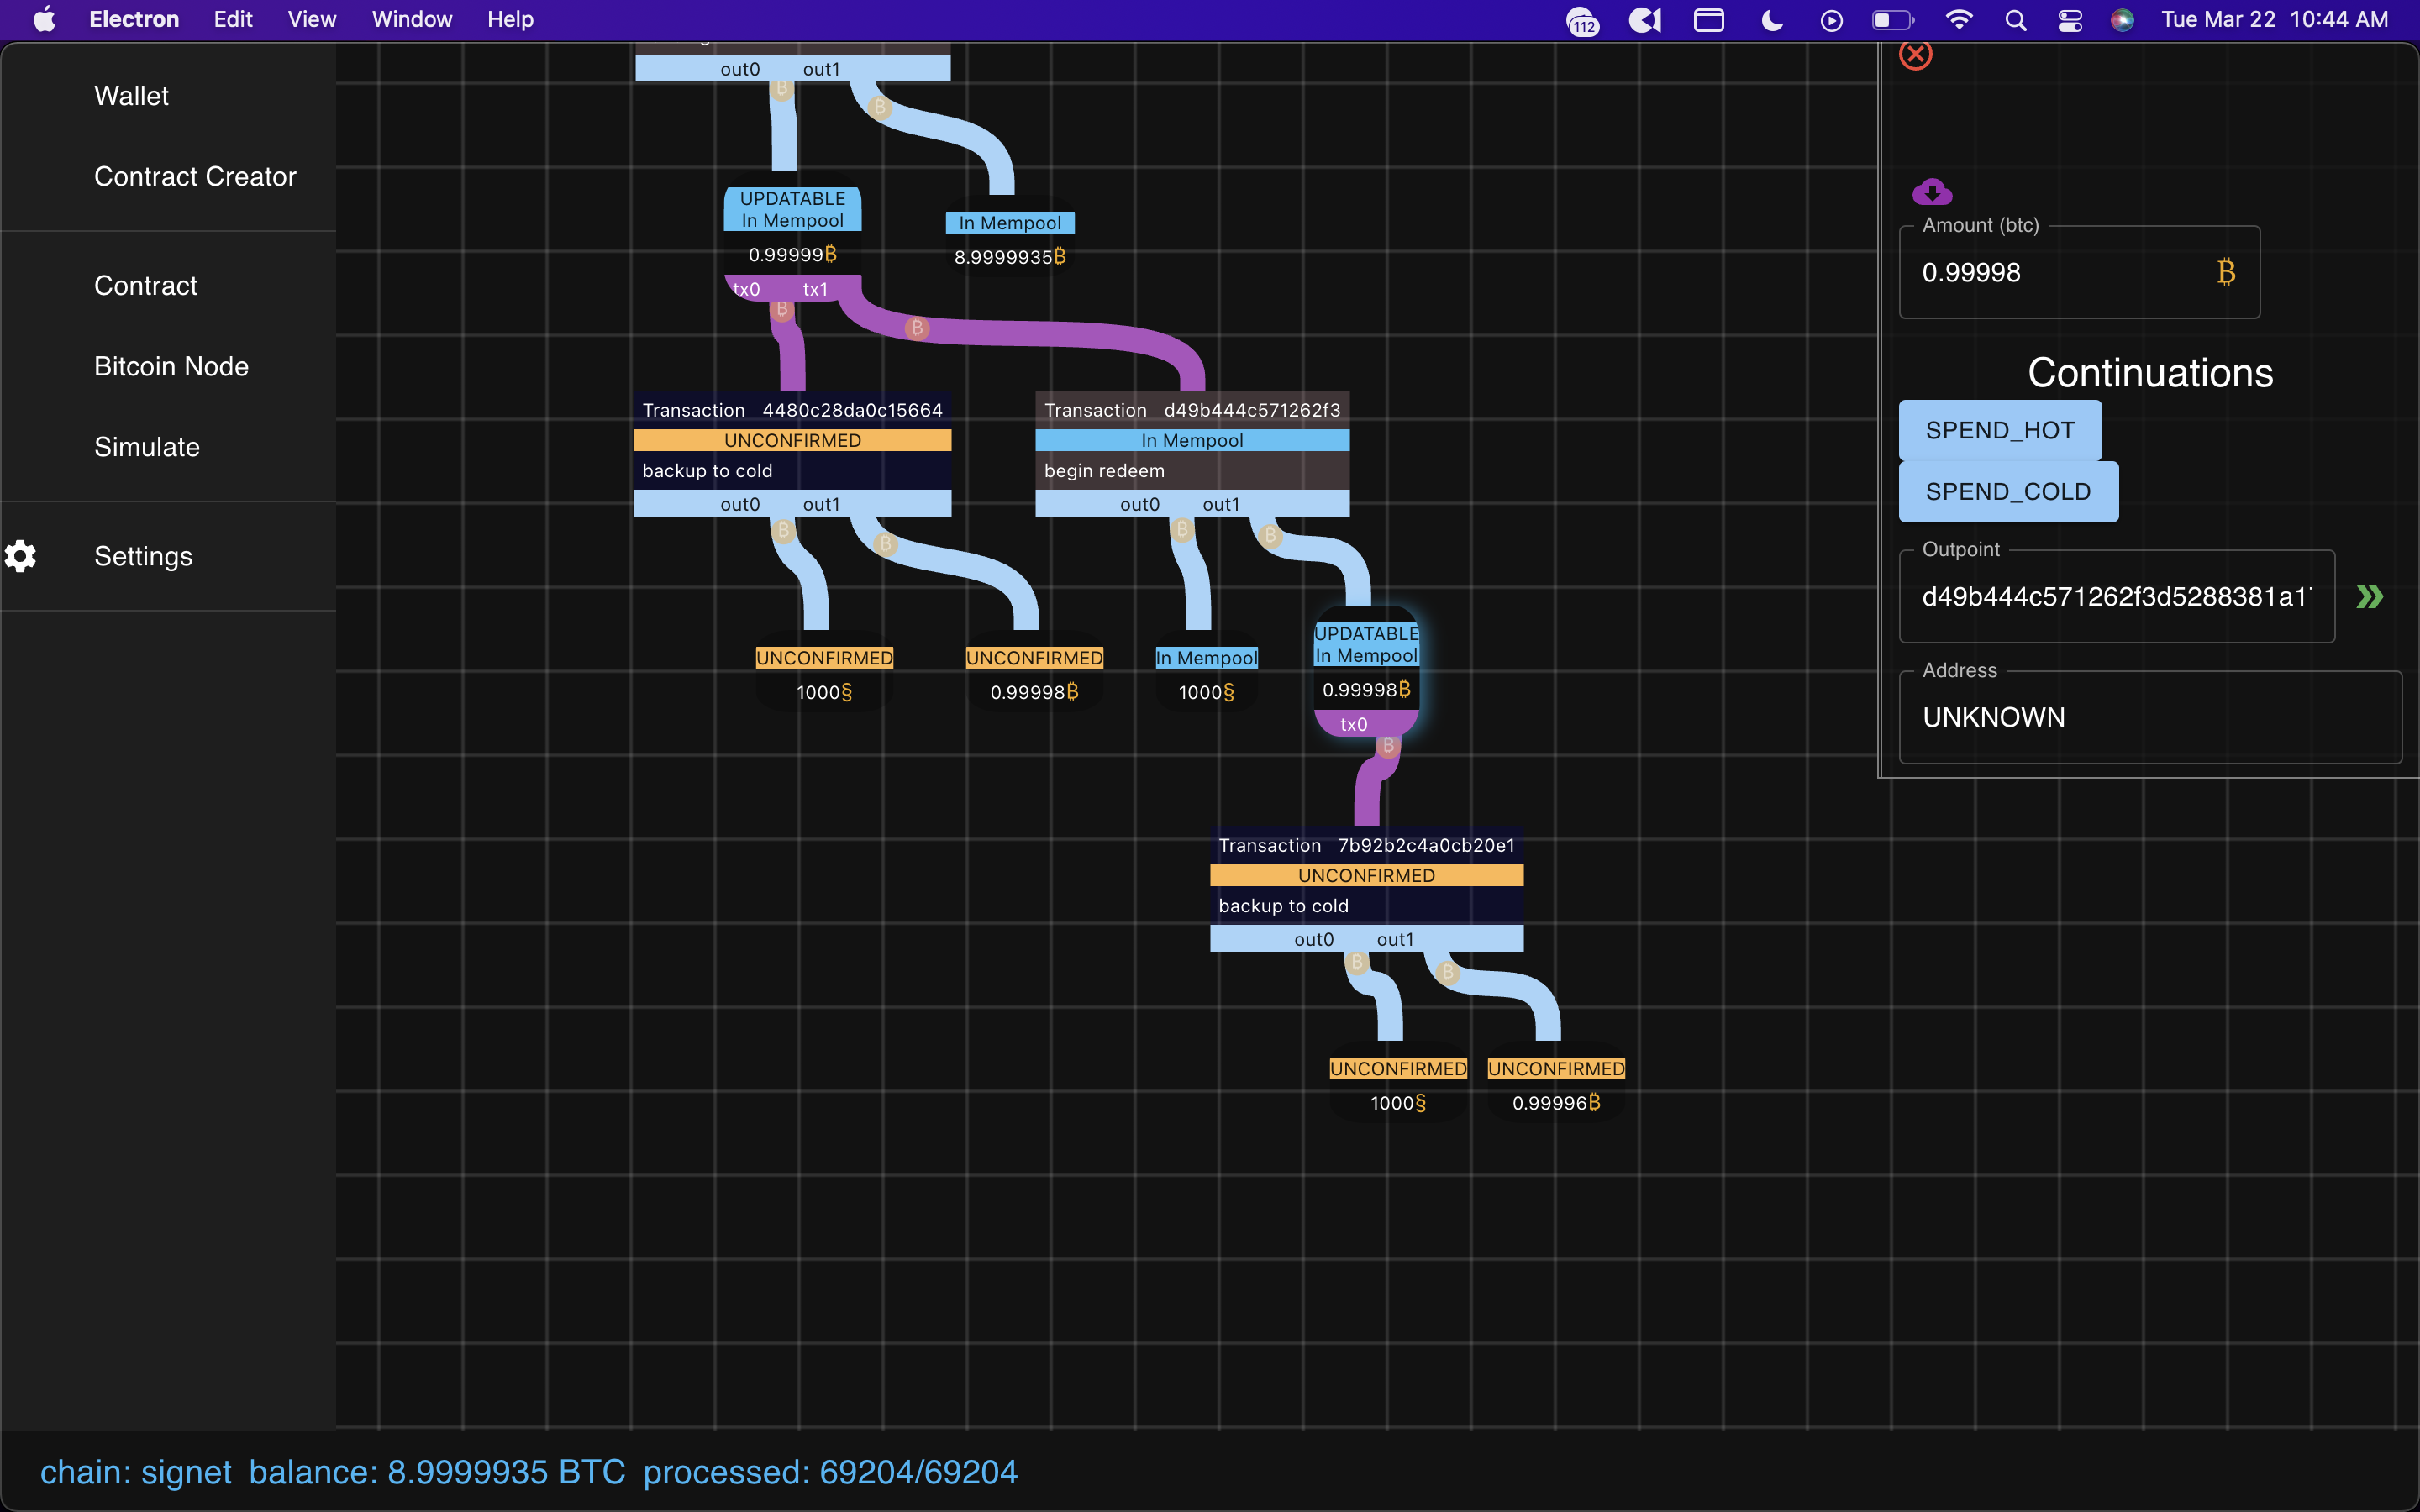 Electron Edit View Window Help
112
Tue Mar 22 10:44 AM
Wallet
Contract Creator
Contract
Bitcoin Node
Simulate
Settings
out0 out1
UPDATABLE
In Mempool
0.99999₿
tx0 tx1
In Mempool
8.9999935₿
Transaction 4480c28da0c15664
UNCONFIRMED
backup to cold
out0 out1
Transaction d49b444c571262f3
In Mempool
begin redeem
out0 out1
UNCONFIRMED
1000§
UNCONFIRMED
0.99998₿
In Mempool
1000§
UPDATABLE
In Mempool
0.99998₿
tx0
Transaction 7b92b2c4a0cb20e1
UNCONFIRMED
backup to cold
out0 out1
UNCONFIRMED
1000§
UNCONFIRMED
0.99996₿
Amount (btc)
0.99998 ₿
Continuations
SPEND_HOT
SPEND_COLD
Outpoint
d49b444c571262f3d5288381a1
Address
UNKNOWN
chain: signet balance: 8.9999935 BTC processed: 69204/69204